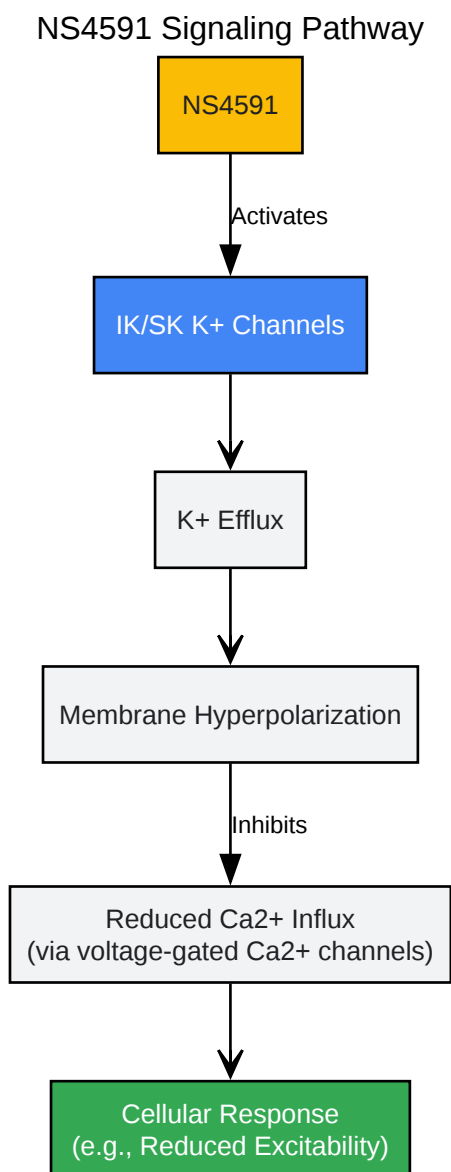 NS4591 Signaling Pathway
NS4591
Activates
IK/SK K+ Channels
K+ Efflux
Membrane Hyperpolarization
Inhibits
Reduced Ca2+ Influx
(via voltage-gated Ca2+ channels)
Cellular Response
(e.g., Reduced Excitability)